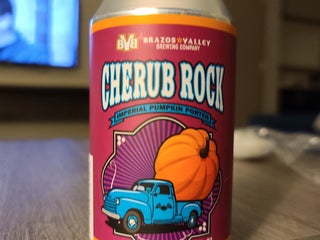 BVB
BRAZOS★VALLEY
BREWING COMPANY
CHERUB ROCK
IMPERIAL PUMPKIN PORTER